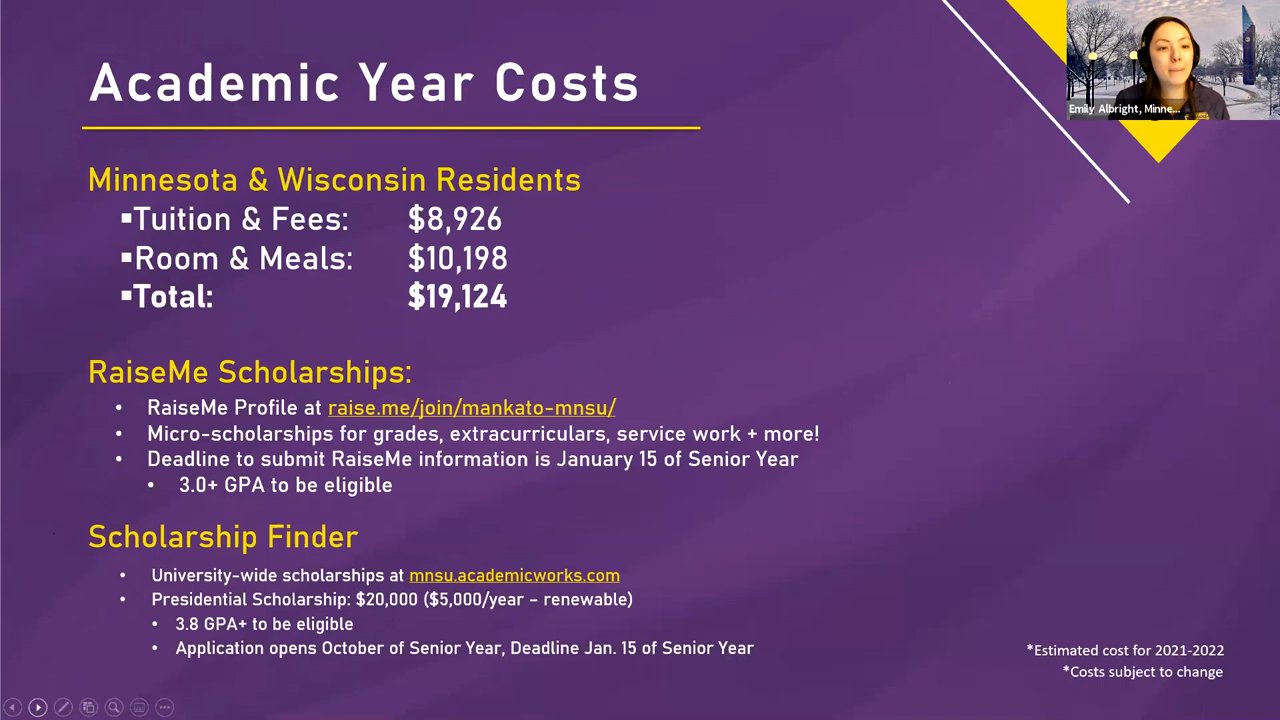 Academic Year Costs
Emily Albright, Minne...
Minnesota & Wisconsin Residents
▪Tuition & Fees: $8,926
▪Room & Meals: $10,198
▪Total: $19,124
RaiseMe Scholarships:
• RaiseMe Profile at raise.me/join/mankato-mnsu/
• Micro-scholarships for grades, extracurriculars, service work + more!
• Deadline to submit RaiseMe information is January 15 of Senior Year
• 3.0+ GPA to be eligible
Scholarship Finder
• University-wide scholarships at mnsu.academicworks.com
• Presidential Scholarship: $20,000 ($5,000/year – renewable)
• 3.8 GPA+ to be eligible
• Application opens October of Senior Year, Deadline Jan. 15 of Senior Year
*Estimated cost for 2021-2022
*Costs subject to change